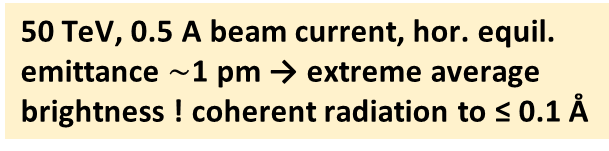 50 TeV, 0.5 A beam current, hor. equil.
emittance ~1 pm → extreme average
brightness ! coherent radiation to ≤ 0.1 Å